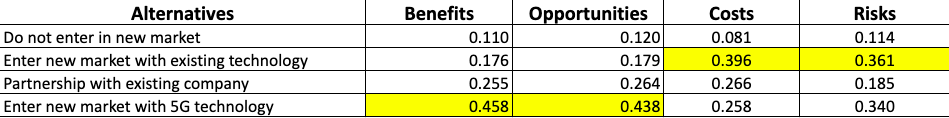 Alternatives Benefits Opportunities Costs Risks
Do not enter in new market 0.110 0.120 0.081 0.114
Enter new market with existing technology 0.176 0.179 0.396 0.361
Partnership with existing company 0.255 0.264 0.266 0.185
Enter new market with 5G technology 0.458 0.438 0.258 0.340